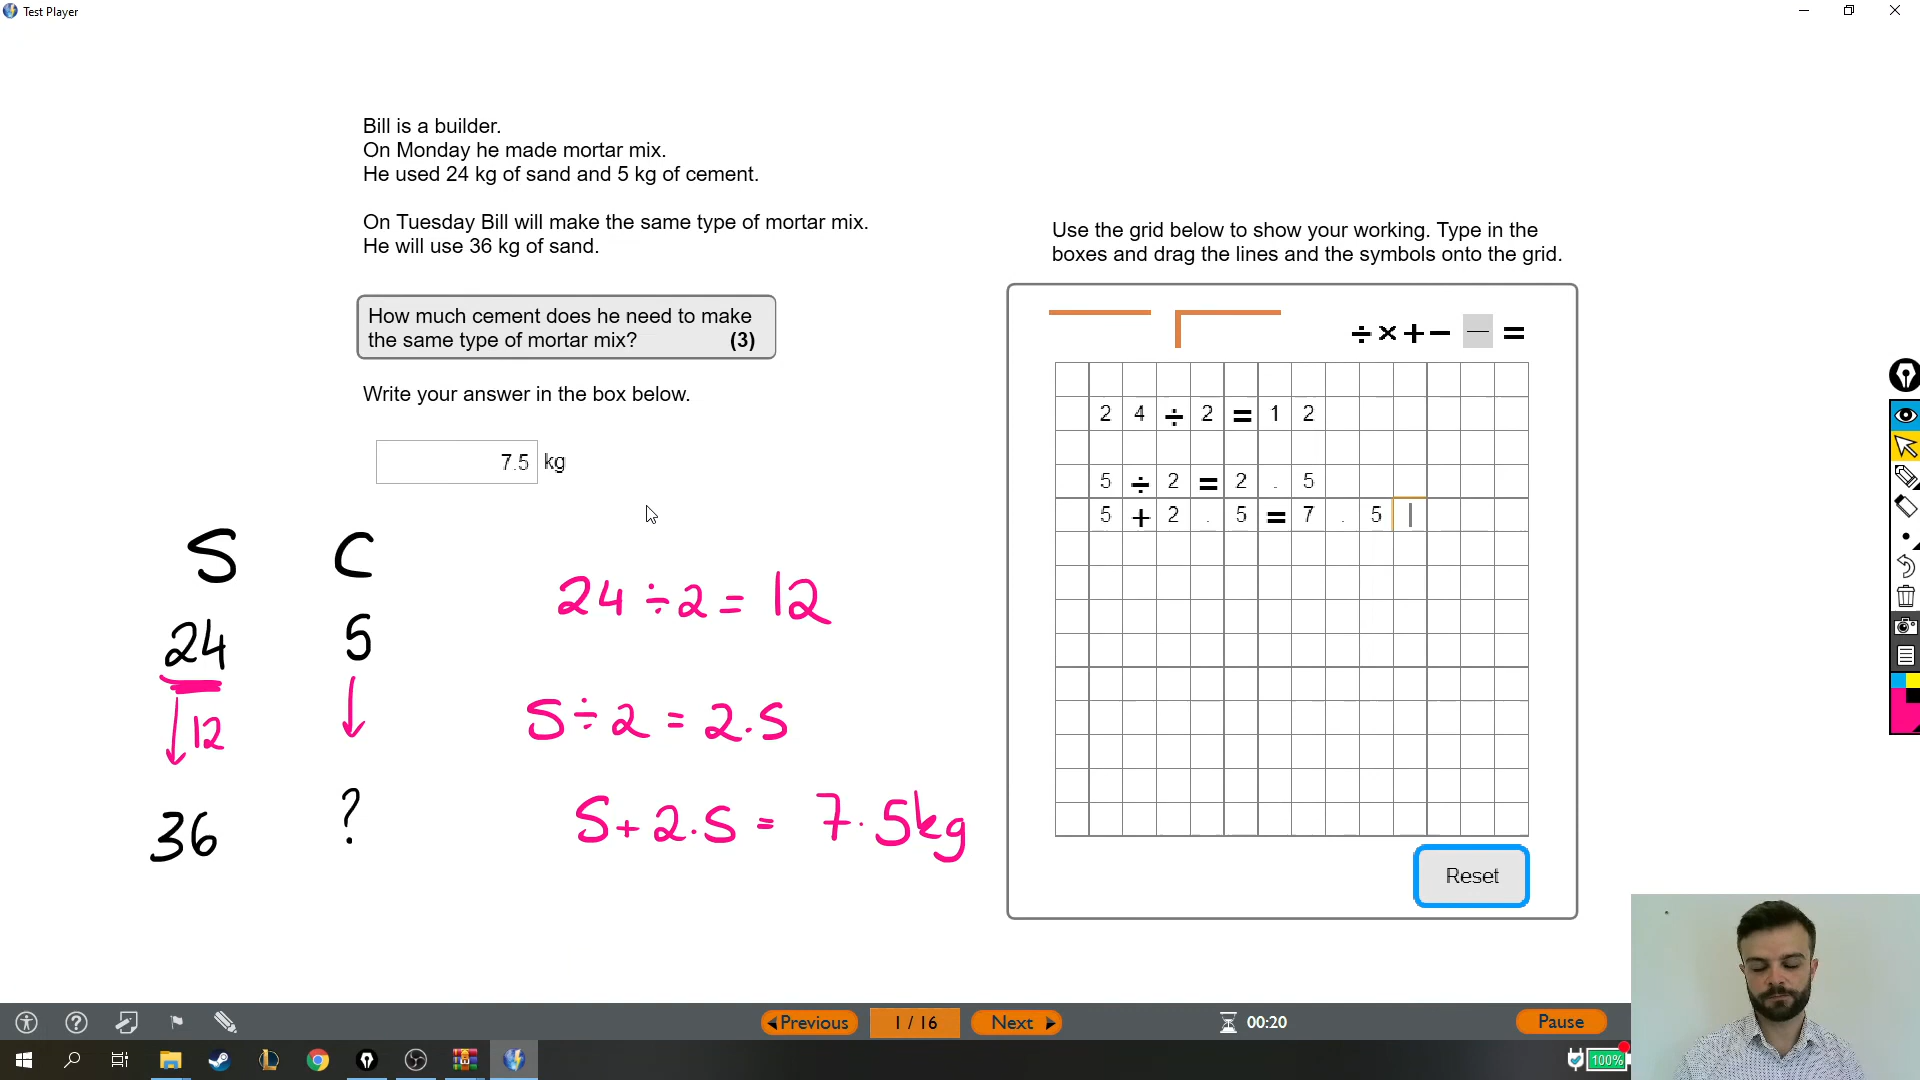 Test Player
Bill is a builder.
On Monday he made mortar mix.
He used 24 kg of sand and 5 kg of cement.
On Tuesday Bill will make the same type of mortar mix.
He will use 36 kg of sand.
How much cement does he need to make
the same type of mortar mix? (3)
Write your answer in the box below.
7.5 kg
S C
24 5
12
36 ?
24 ÷ 2 = 12
5 ÷ 2 = 2.5
5 + 2.5 = 7.5kg
Use the grid below to show your working. Type in the
boxes and drag the lines and the symbols onto the grid.
÷ × + − — =
2 4 ÷ 2 = 1 2
5 ÷ 2 = 2 . 5
5 + 2 . 5 = 7 . 5
Reset
Previous
1 / 16
Next
00:20
Pause
100%